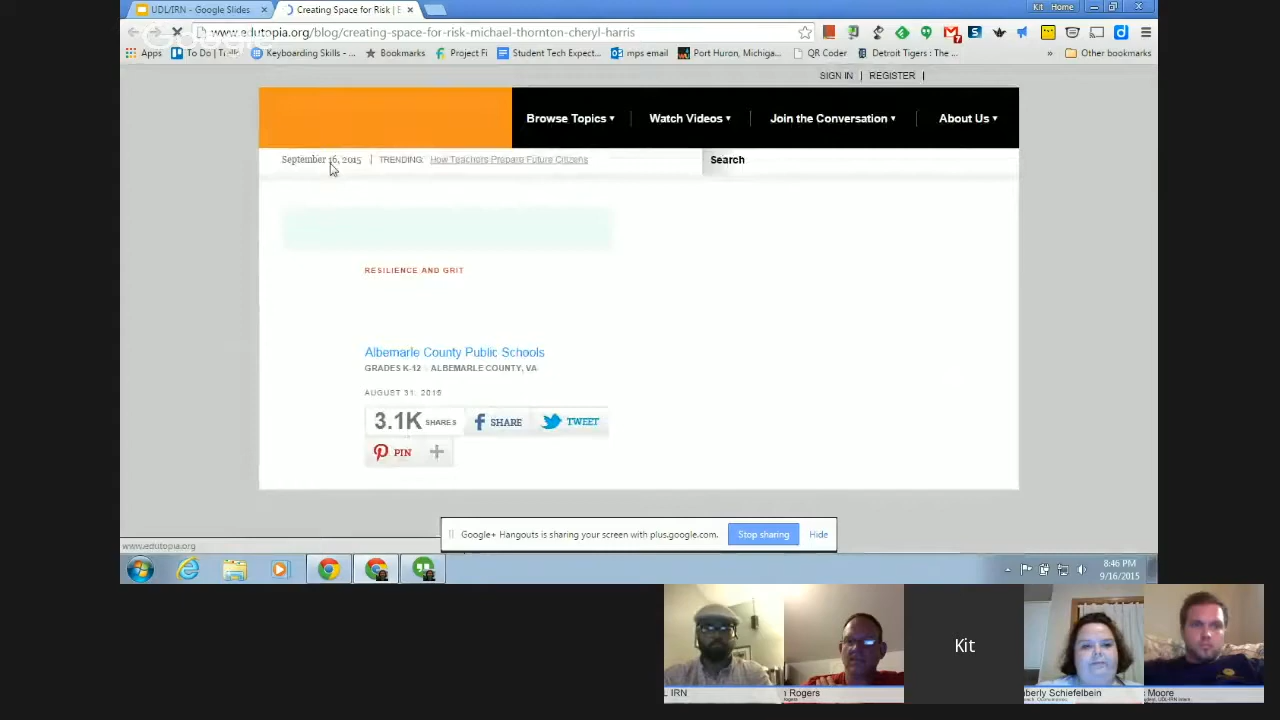 UDL/IRN - Google Slides
Creating Space for Risk | E
Kit Home
www.edutopia.org/blog/creating-space-for-risk-michael-thornton-cheryl-harris
Apps
To Do | Trello
Keyboarding Skills - ...
Bookmarks
Project Fi
Student Tech Expect...
mps email
Port Huron, Michiga...
QR Coder
Detroit Tigers : The ...
»
Other bookmarks
SIGN IN | REGISTER |
Browse Topics ▾ | Watch Videos ▾ | Join the Conversation ▾ | About Us ▾
September 16, 2015 | TRENDING: How Teachers Prepare Future Citizens
Search
RESILIENCE AND GRIT
Albemarle County Public Schools
GRADES K-12 ALBEMARLE COUNTY, VA
AUGUST 31, 2015
3.1K SHARES
SHARE
TWEET
PIN
Google+ Hangouts is sharing your screen with plus.google.com.
Stop sharing
Hide
www.edutopia.org
8:46 PM
9/16/2015
Kit
L IRN
Rogers
berly Schiefelbein
Moore